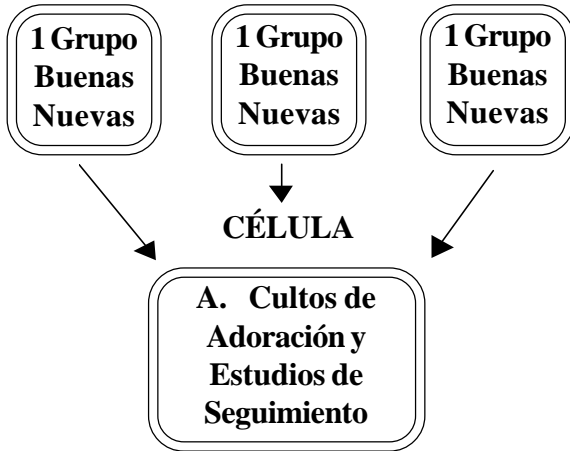 1 Grupo
Buenas
Nuevas
1 Grupo
Buenas
Nuevas
1 Grupo
Buenas
Nuevas
CÉLULA
A. Cultos de
Adoración y
Estudios de
Seguimiento